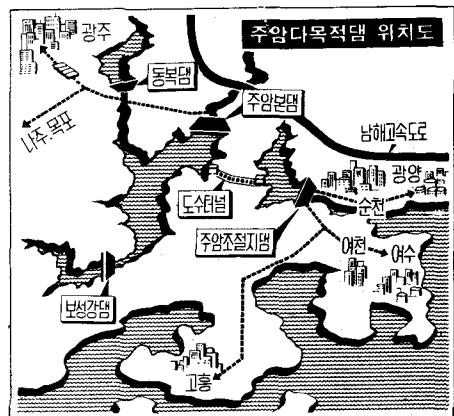 주암다목적댐 위치도
광주
동복댐
주암본댐
나주·목포
남해고속도로
광양
도수터널
순천
주암조절지댐
여천
여수
보성강댐
고흥